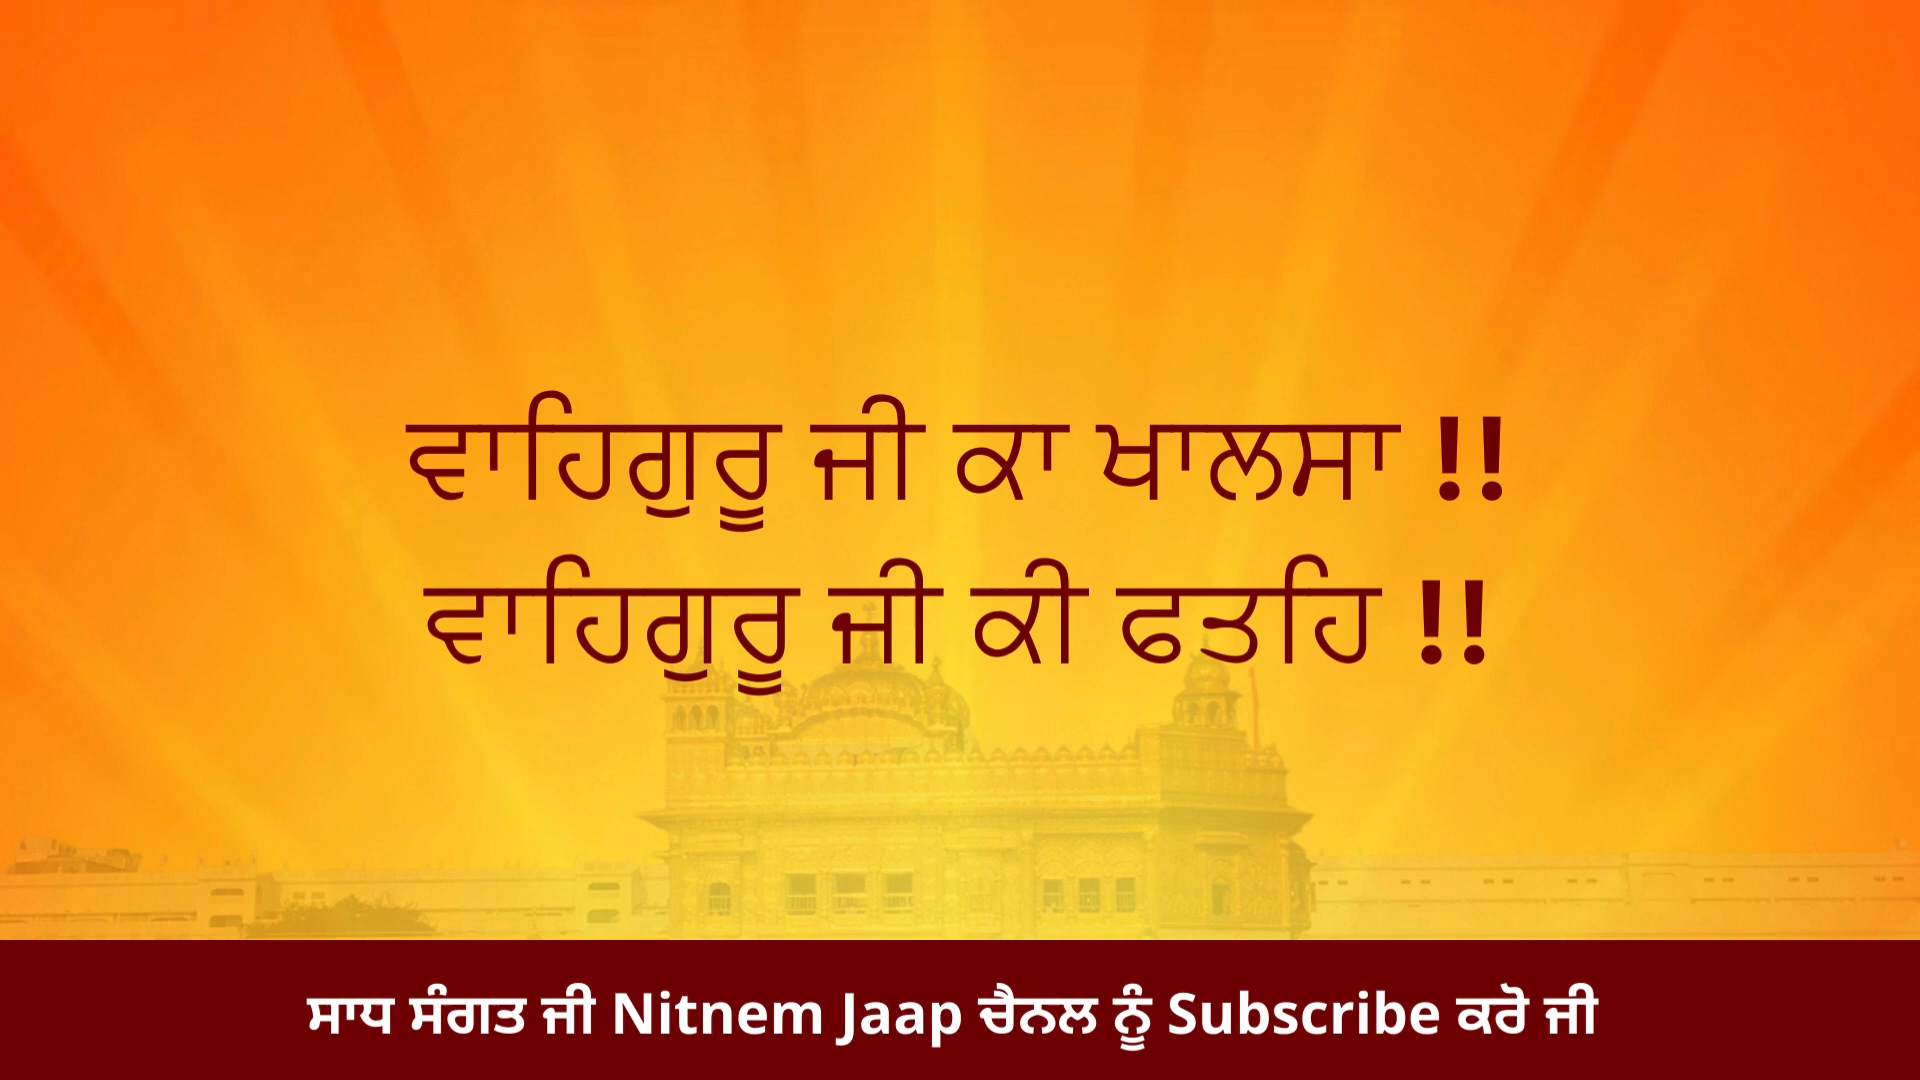 ਵਾਹਿਗੁਰੂ ਜੀ ਕਾ ਖਾਲਸਾ !!
ਵਾਹਿਗੁਰੂ ਜੀ ਕੀ ਫਤਹਿ !!
ਸਾਧ ਸੰਗਤ ਜੀ Nitnem Jaap ਚੈਨਲ ਨੂੰ Subscribe ਕਰੋ ਜੀ